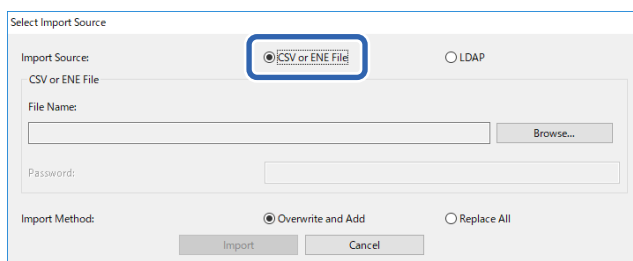 Select Import Source
Import Source: CSV or ENE File LDAP
CSV or ENE File
File Name:
Browse...
Password:
Import Method: Overwrite and Add Replace All
Import Cancel